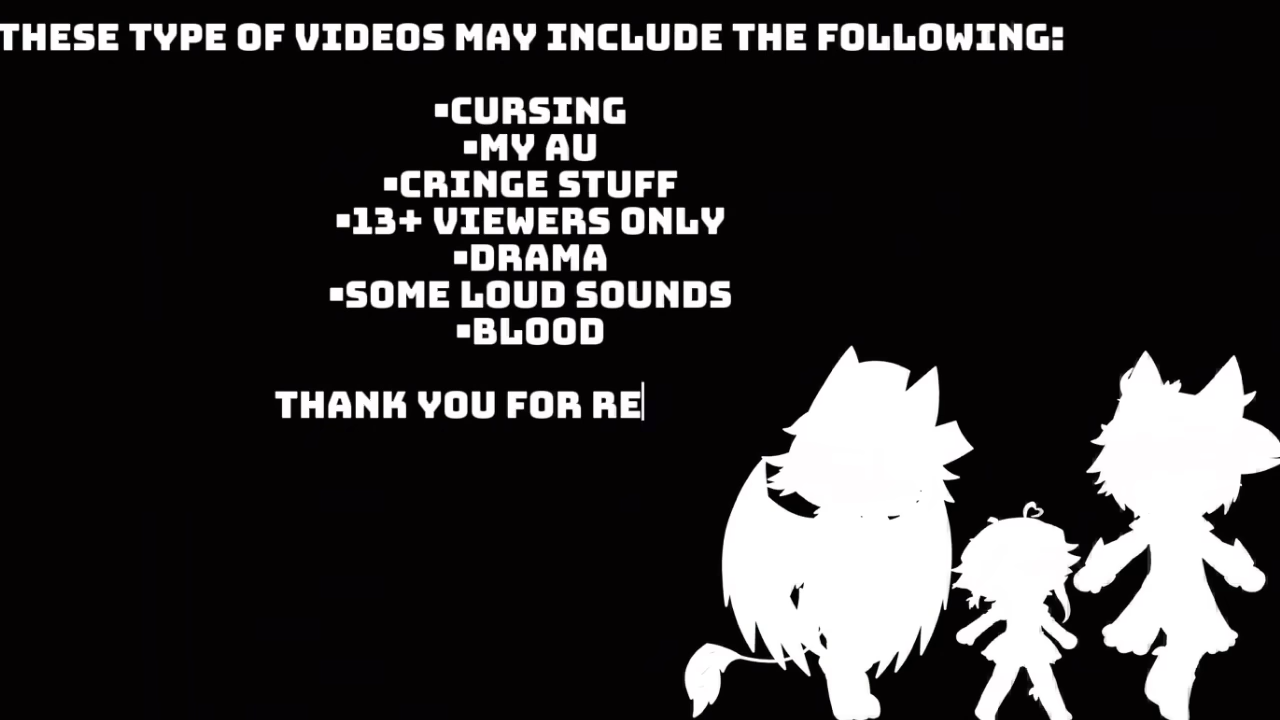 THESE TYPE OF VIDEOS MAY INCLUDE THE FOLLOWING:
▪CURSING
▪MY AU
▪CRINGE STUFF
▪13+ VIEWERS ONLY
▪DRAMA
▪SOME LOUD SOUNDS
▪BLOOD
THANK YOU FOR RE